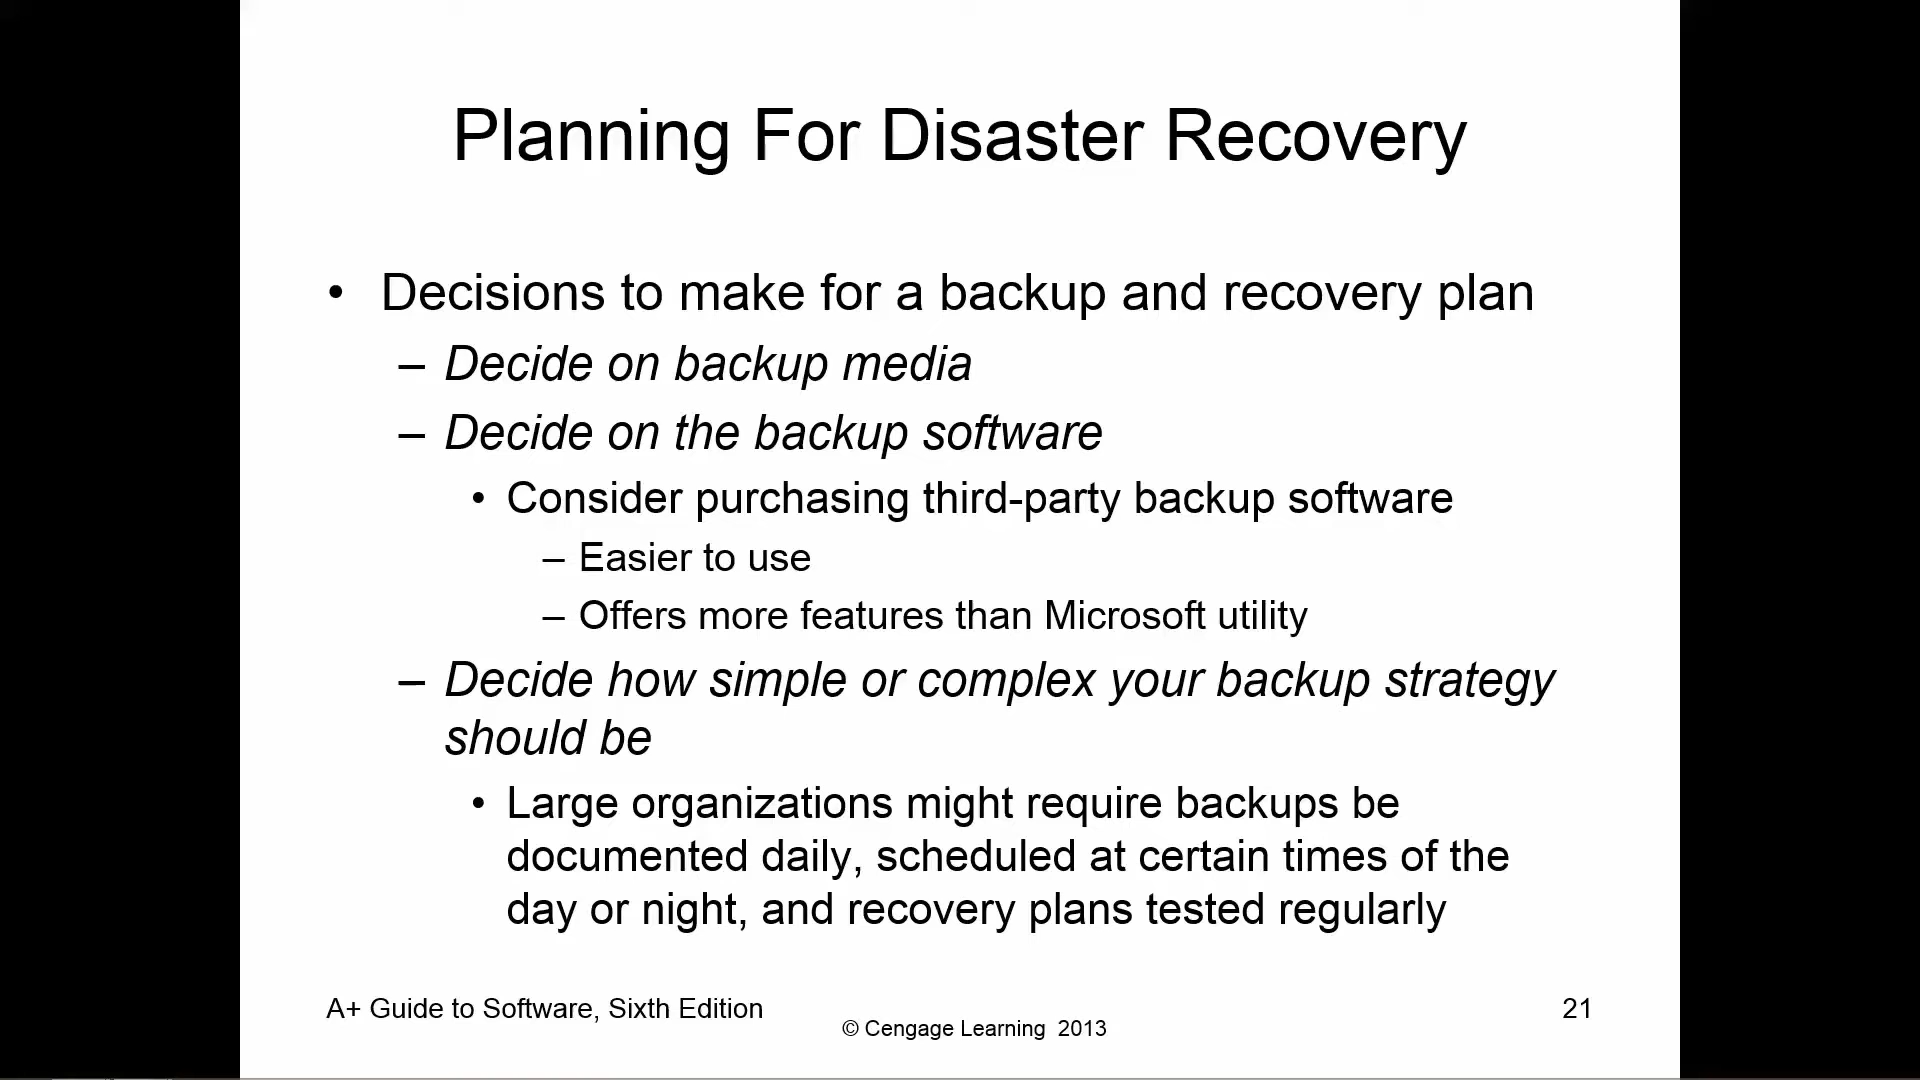 Planning For Disaster Recovery
• Decisions to make for a backup and recovery plan
– Decide on backup media
– Decide on the backup software
• Consider purchasing third-party backup software
– Easier to use
– Offers more features than Microsoft utility
– Decide how simple or complex your backup strategy
should be
• Large organizations might require backups be
documented daily, scheduled at certain times of the
day or night, and recovery plans tested regularly
A+ Guide to Software, Sixth Edition
© Cengage Learning 2013
21